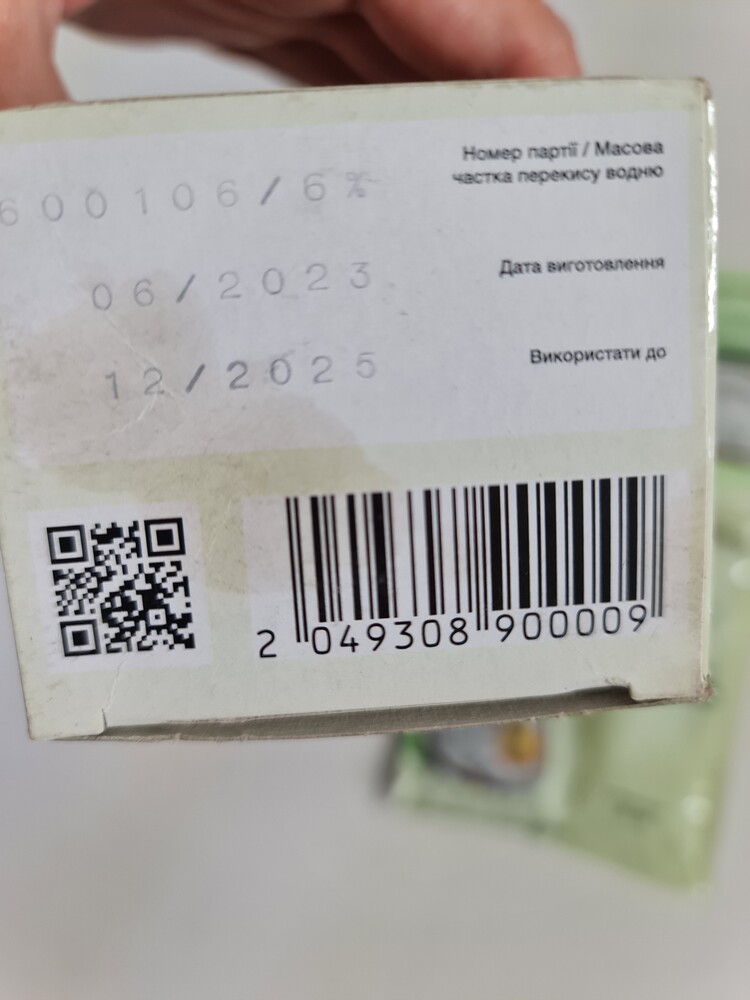 Номер партії / Масова
частка перекису водню
600106/6%
Дата виготовлення
06/2023
Використати до
12/2025
2 049308 900009